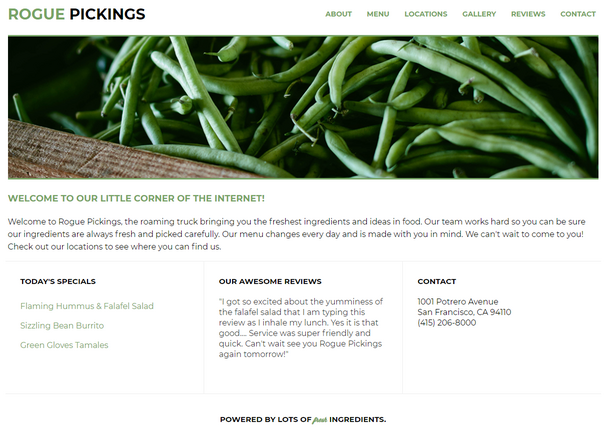 ROGUE PICKINGS
ABOUT MENU LOCATIONS GALLERY REVIEWS CONTACT
WELCOME TO OUR LITTLE CORNER OF THE INTERNET!
Welcome to Rogue Pickings, the roaming truck bringing you the freshest ingredients and ideas in food. Our team works hard so you can be sure
our ingredients are always fresh and picked carefully. Our menu changes every day and is made with you in mind. We can't wait to come to you!
Check out our locations to see where you can find us.
TODAY'S SPECIALS
Flaming Hummus & Falafel Salad
Sizzling Bean Burrito
Green Gloves Tamales
OUR AWESOME REVIEWS
"I got so excited about the yumminess of
the falafel salad that I am typing this
review as I inhale my lunch. Yes it is that
good.... Service was super friendly and
quick. Can't wait see you Rogue Pickings
again tomorrow!"
CONTACT
1001 Potrero Avenue
San Francisco, CA 94110
(415) 206-8000
POWERED BY LOTS OF fresh INGREDIENTS.